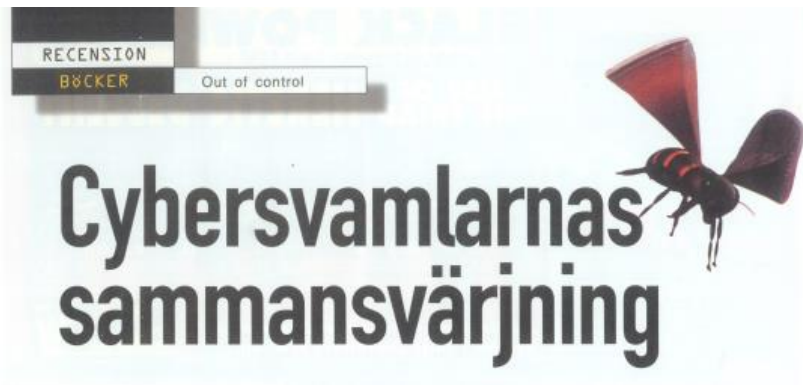 RECENSION
BÖCKER
Out of control
Cybersvamlarnas
sammansvärjning